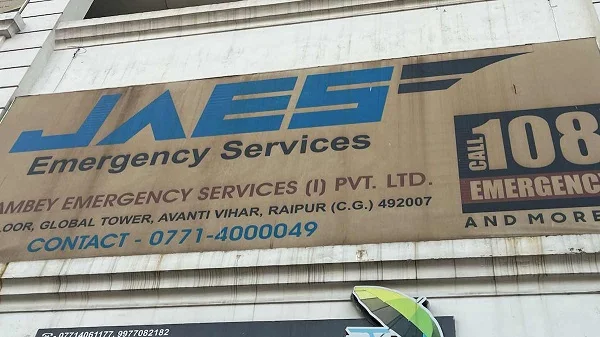 JAES
Emergency Services
AMBEY EMERGENCY SERVICES (I) PVT. LTD.
LOOR, GLOBAL TOWER, AVANTI VIHAR, RAIPUR (C.G.) 492007
CONTACT - 0771-4000049
CALL 108
EMERGENC
AND MORE
07714061177, 9977082182